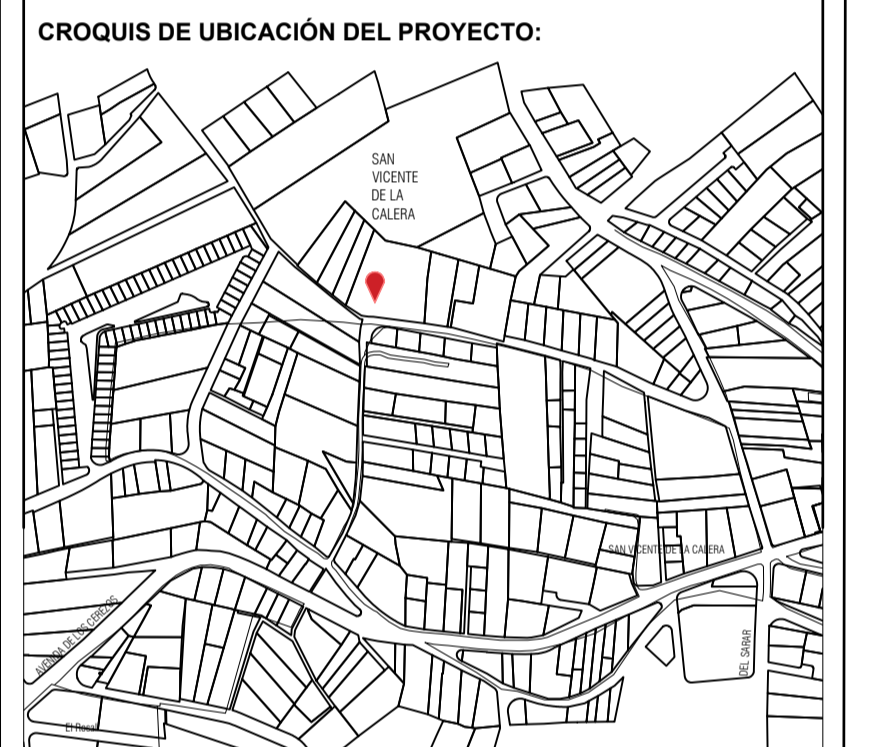 CROQUIS DE UBICACIÓN DEL PROYECTO:
SAN
VICENTE
DE LA
CALERA
SAN VICENTE DE LA CALERA
AVENIDA DE LOS CEREZOS
DEL SARAR
El Rosal